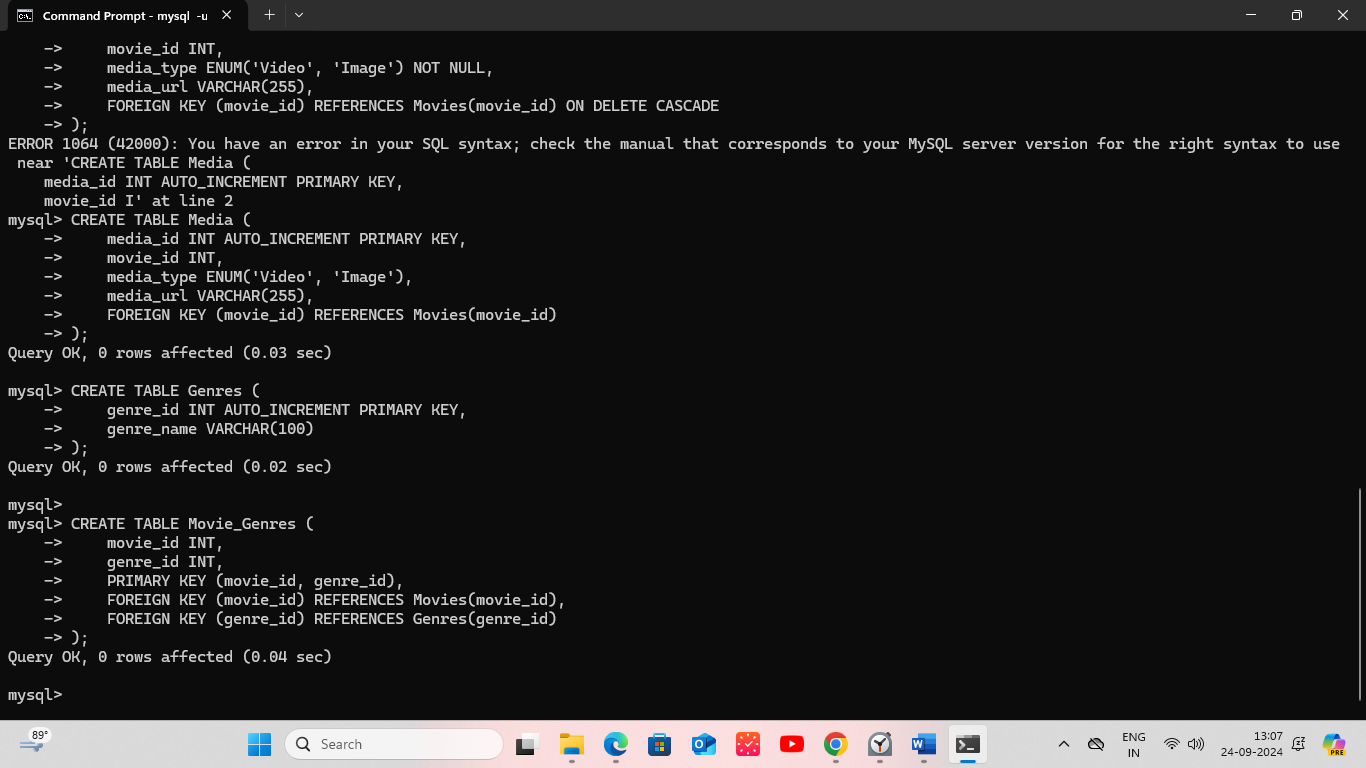 Command Prompt - mysql -u
-> movie_id INT,
-> media_type ENUM('Video', 'Image') NOT NULL,
-> media_url VARCHAR(255),
-> FOREIGN KEY (movie_id) REFERENCES Movies(movie_id) ON DELETE CASCADE
-> );
ERROR 1064 (42000): You have an error in your SQL syntax; check the manual that corresponds to your MySQL server version for the right syntax to use
near 'CREATE TABLE Media (
media_id INT AUTO_INCREMENT PRIMARY KEY,
movie_id I' at line 2
mysql> CREATE TABLE Media (
-> media_id INT AUTO_INCREMENT PRIMARY KEY,
-> movie_id INT,
-> media_type ENUM('Video', 'Image'),
-> media_url VARCHAR(255),
-> FOREIGN KEY (movie_id) REFERENCES Movies(movie_id)
-> );
Query OK, 0 rows affected (0.03 sec)
mysql> CREATE TABLE Genres (
-> genre_id INT AUTO_INCREMENT PRIMARY KEY,
-> genre_name VARCHAR(100)
-> );
Query OK, 0 rows affected (0.02 sec)
mysql>
mysql> CREATE TABLE Movie_Genres (
-> movie_id INT,
-> genre_id INT,
-> PRIMARY KEY (movie_id, genre_id),
-> FOREIGN KEY (movie_id) REFERENCES Movies(movie_id),
-> FOREIGN KEY (genre_id) REFERENCES Genres(genre_id)
-> );
Query OK, 0 rows affected (0.04 sec)
mysql>
89°
Search
ENG
IN
13:07
24-09-2024
PRE